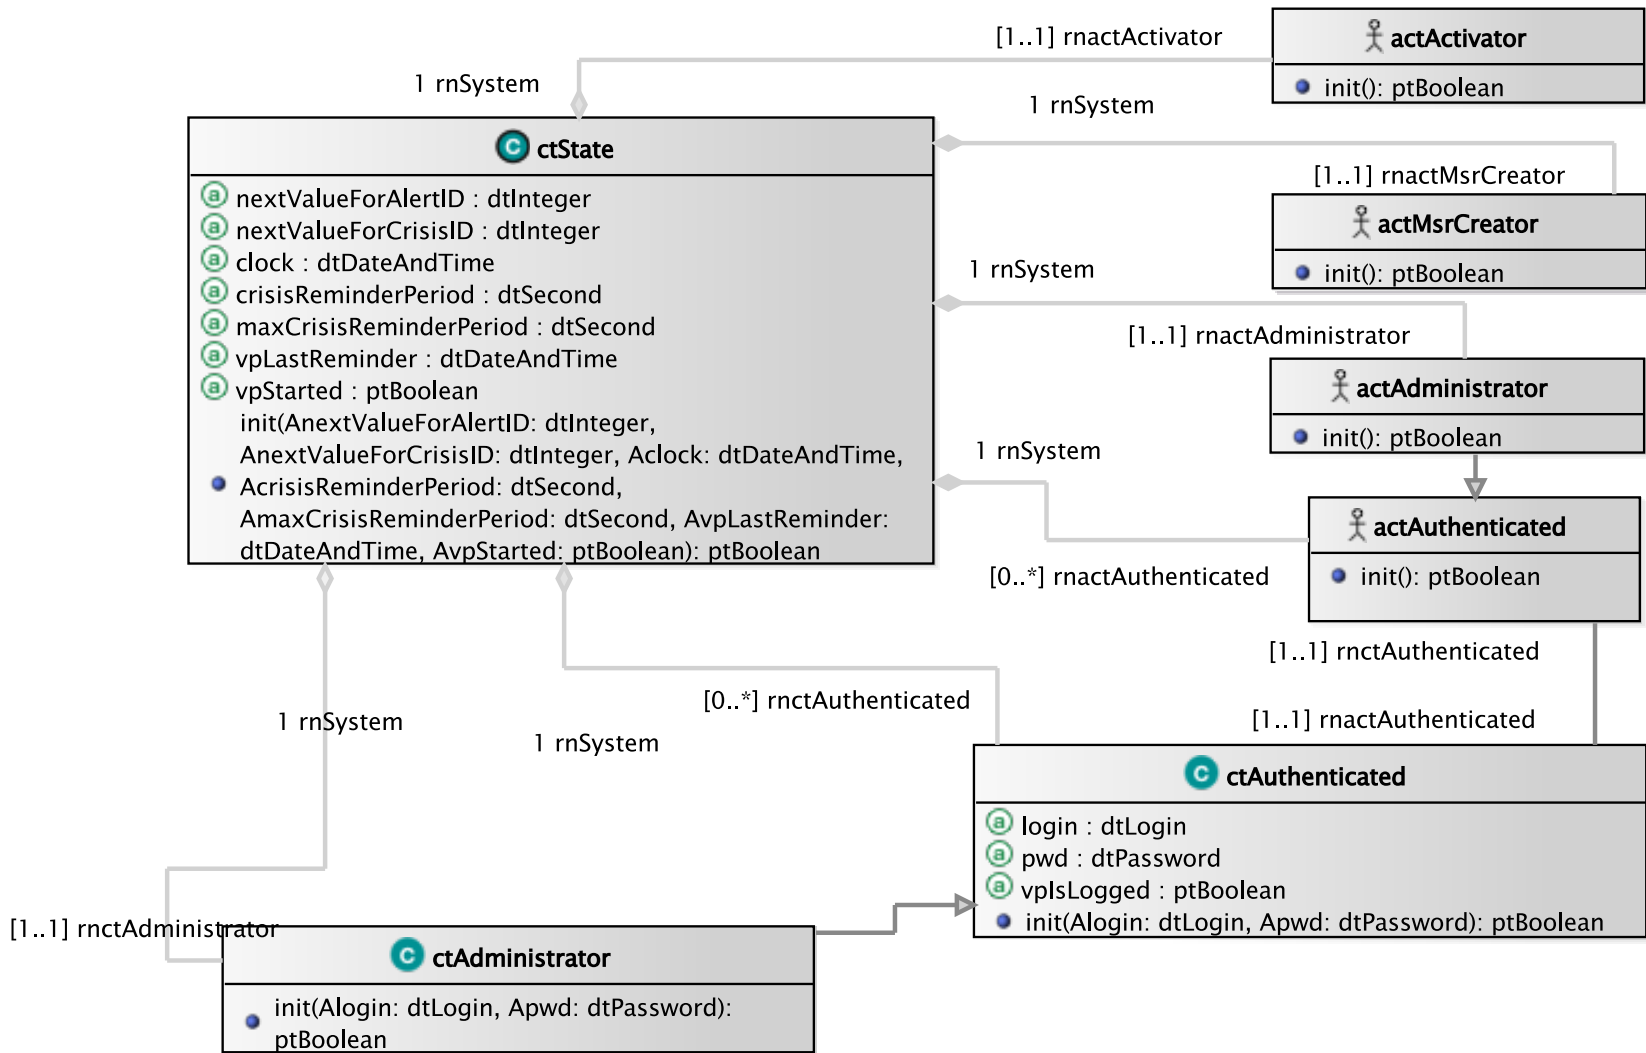 [1..1] rnactActivator
actActivator
init(): ptBoolean
1 rnSystem
1 rnSystem
ctState
nextValueForAlertID : dtInteger
nextValueForCrisisID : dtInteger
clock : dtDateAndTime
crisisReminderPeriod : dtSecond
maxCrisisReminderPeriod : dtSecond
vpLastReminder : dtDateAndTime
vpStarted : ptBoolean
init(AnextValueForAlertID: dtInteger,
AnextValueForCrisisID: dtInteger, Aclock: dtDateAndTime,
AcrisisReminderPeriod: dtSecond,
AmaxCrisisReminderPeriod: dtSecond, AvpLastReminder:
dtDateAndTime, AvpStarted: ptBoolean): ptBoolean
[1..1] rnactMsrCreator
actMsrCreator
init(): ptBoolean
1 rnSystem
[1..1] rnactAdministrator
actAdministrator
init(): ptBoolean
1 rnSystem
actAuthenticated
init(): ptBoolean
[0..*] rnactAuthenticated
[1..1] rnctAuthenticated
[0..*] rnctAuthenticated
1 rnSystem
1 rnSystem
[1..1] rnactAuthenticated
ctAuthenticated
login : dtLogin
pwd : dtPassword
vpIsLogged : ptBoolean
init(Alogin: dtLogin, Apwd: dtPassword): ptBoolean
[1..1] rnctAdministrator
ctAdministrator
init(Alogin: dtLogin, Apwd: dtPassword):
ptBoolean